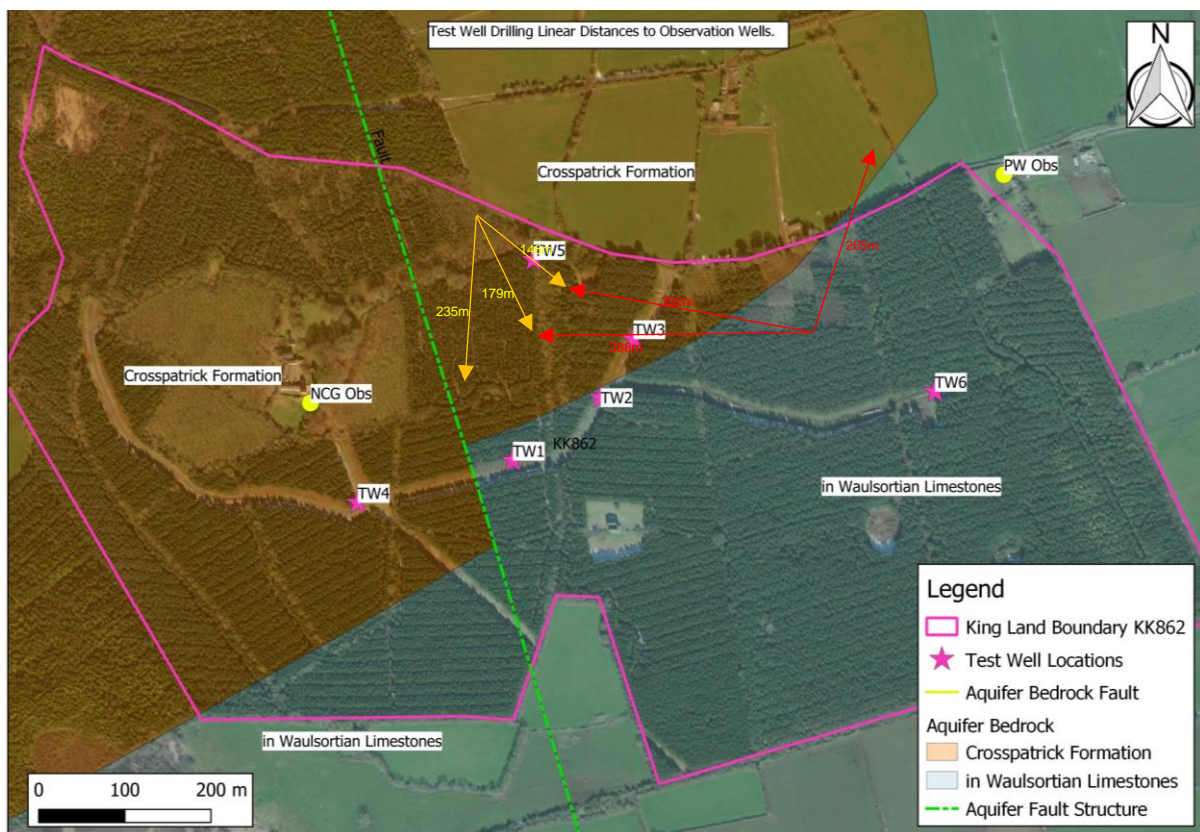 Test Well Drilling Linear Distances to Observation Wells.
N
Fault
Crosspatrick Formation
PW Obs
265m
TW5
179m
235m
TW3
Crosspatrick Formation
NCG Obs
TW2
TW6
KK862
TW1
in Waulsortian Limestones
TW4
in Waulsortian Limestones
Legend
King Land Boundary KK862
Test Well Locations
Aquifer Bedrock Fault
Aquifer Bedrock
Crosspatrick Formation
in Waulsortian Limestones
Aquifer Fault Structure
0 100 200 m